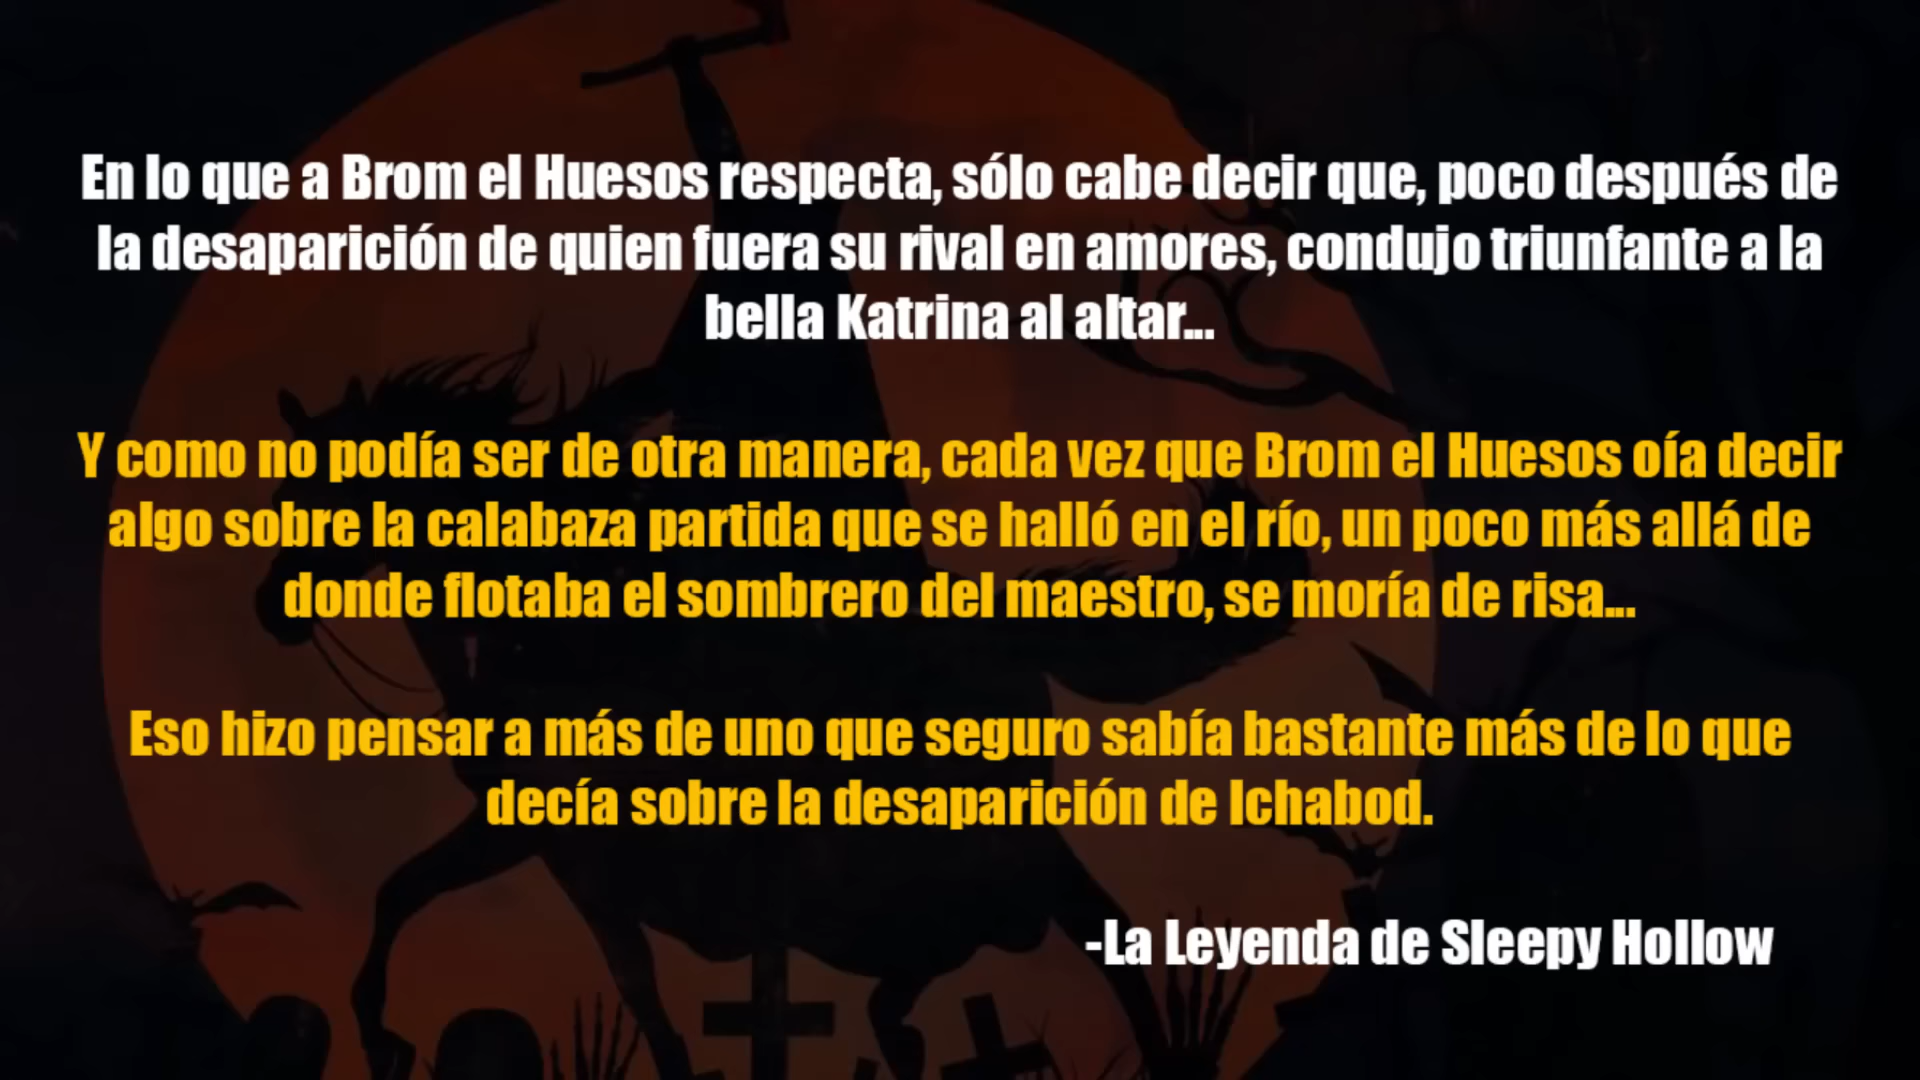 En lo que a Brom el Huesos respecta, sólo cabe decir que, poco después de
la desaparición de quien fuera su rival en amores, condujo triunfante a la
bella Katrina al altar...
Y como no podía ser de otra manera, cada vez que Brom el Huesos oía decir
algo sobre la calabaza partida que se halló en el río, un poco más allá de
donde flotaba el sombrero del maestro, se moría de risa...
Eso hizo pensar a más de uno que seguro sabía bastante más de lo que
decía sobre la desaparición de Ichabod.
-La Leyenda de Sleepy Hollow